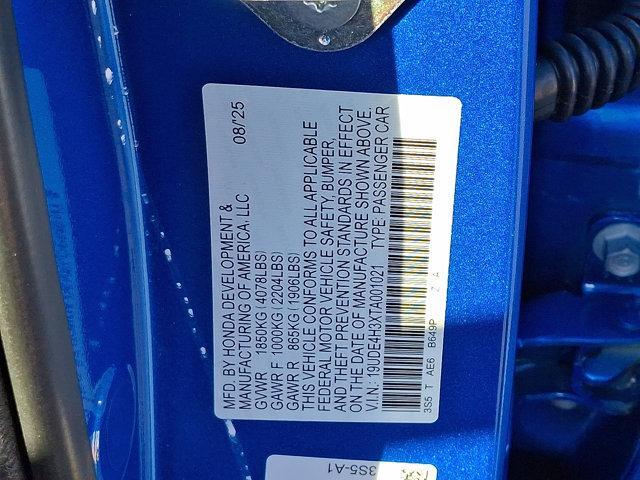 MFD. BY HONDA DEVELOPMENT & 08/25
MANUFACTURING OF AMERICA. LLC
GVWR 1850KG(4078LBS)
GAWR F 1000KG(2204LBS)
GAWR R 865KG(1906LBS)
THIS VEHICLE CONFORMS TO ALL APPLICABLE
FEDERAL MOTOR VEHICLE SAFETY, BUMPER,
AND THEFT PREVENTION STANDARDS IN EFFECT
ON THE DATE OF MANUFACTURE SHOWN ABOVE.
V.I.N.: 19UDE4H3XTA001021 TYPE: PASSENGER CAR
3S5 T AE6 B649P Z A
3S5-A1